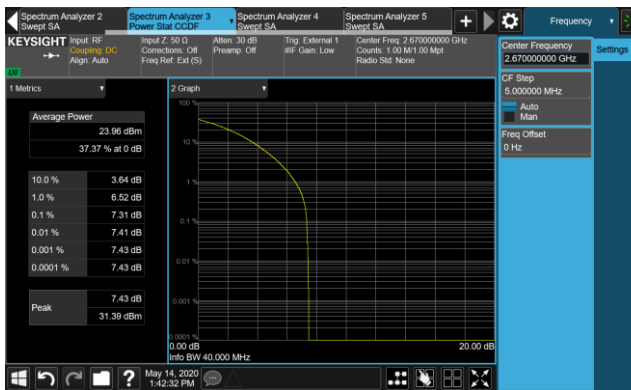 Spectrum Analyzer 2
Swept SA
Spectrum Analyzer 3
Power Stat CCDF
Spectrum Analyzer 4
Swept SA
Spectrum Analyzer 5
Swept SA
Frequency
KEYSIGHT
Input: RF
Coupling: DC
Align: Auto
Input Z: 50 Ω
Corrections: Off
Freq Ref: Ext (S)
Atten: 30 dB
Preamp: Off
Trig: External 1
#IF Gain: Low
Center Freq: 2.670000000 GHz
Counts: 1.00 M/1.00 Mpt
Radio Std: None
LXI
1 Metrics
Average Power
23.96 dBm
37.37 % at 0 dB
10.0 % 3.64 dB
1.0 % 6.52 dB
0.1 % 7.31 dB
0.01 % 7.41 dB
0.001 % 7.43 dB
0.0001 % 7.43 dB
Peak
7.43 dB
31.39 dBm
2 Graph
100 %
10 %
1 %
0.1 %
0.01 %
0.001 %
0.0001 %
0.00 dB
20.00 dB
Info BW 40.000 MHz
Center Frequency
2.670000000 GHz
Settings
CF Step
5.000000 MHz
Auto
Man
Freq Offset
0 Hz
?
May 14, 2020
1:42:32 PM